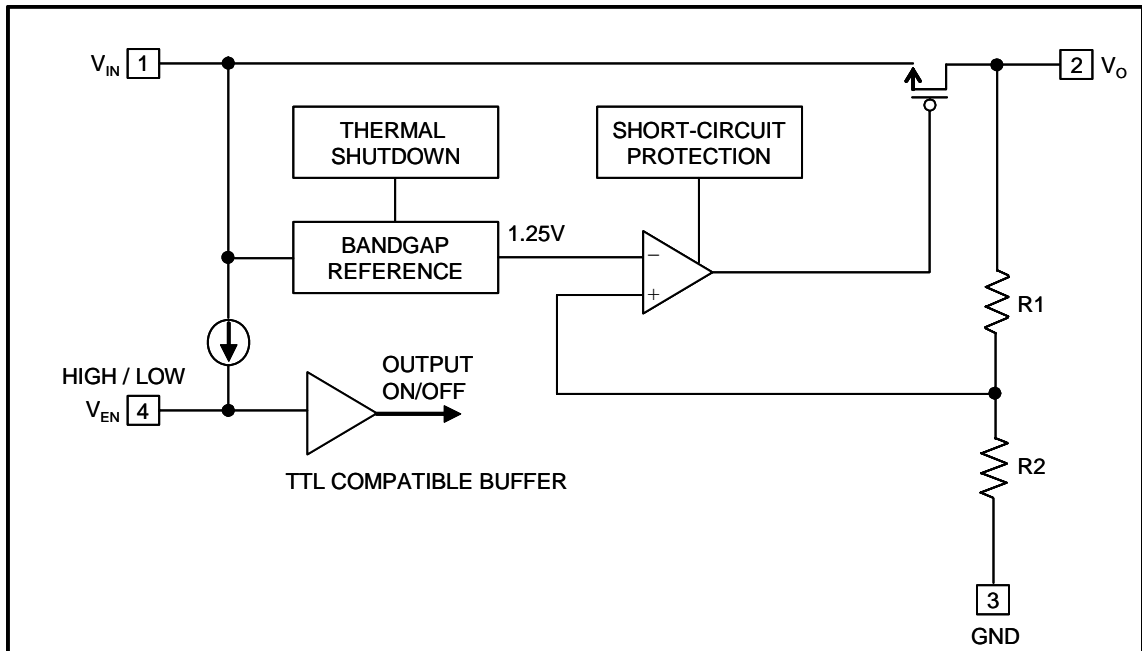 V_IN 1
2 V_O
THERMAL
SHUTDOWN
SHORT-CIRCUIT
PROTECTION
BANDGAP
REFERENCE
1.25V
−
+
R1
HIGH / LOW
V_EN 4
OUTPUT
ON/OFF
TTL COMPATIBLE BUFFER
R2
3
GND